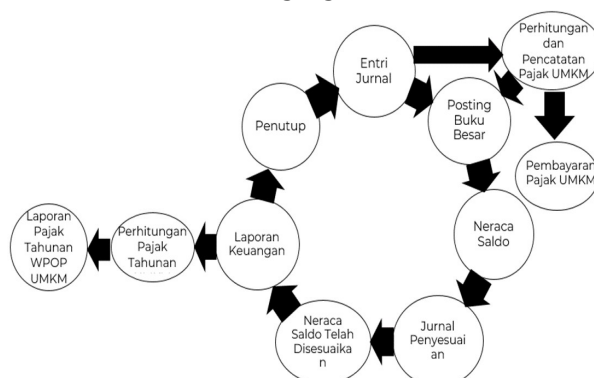 Perhitungan
dan
Pencatatan
Pajak UMKM
Entri
Jurnal
Posting
Buku
Besar
Penutup
Pembayaran
Pajak UMKM
Laporan
Pajak
Tahunan
WPOP
UMKM
Perhitungan
Pajak
Tahunan
Laporan
Keuangan
Neraca
Saldo
Neraca
Saldo Telah
Disesuaika
n
Jurnal
Penyesuai
an